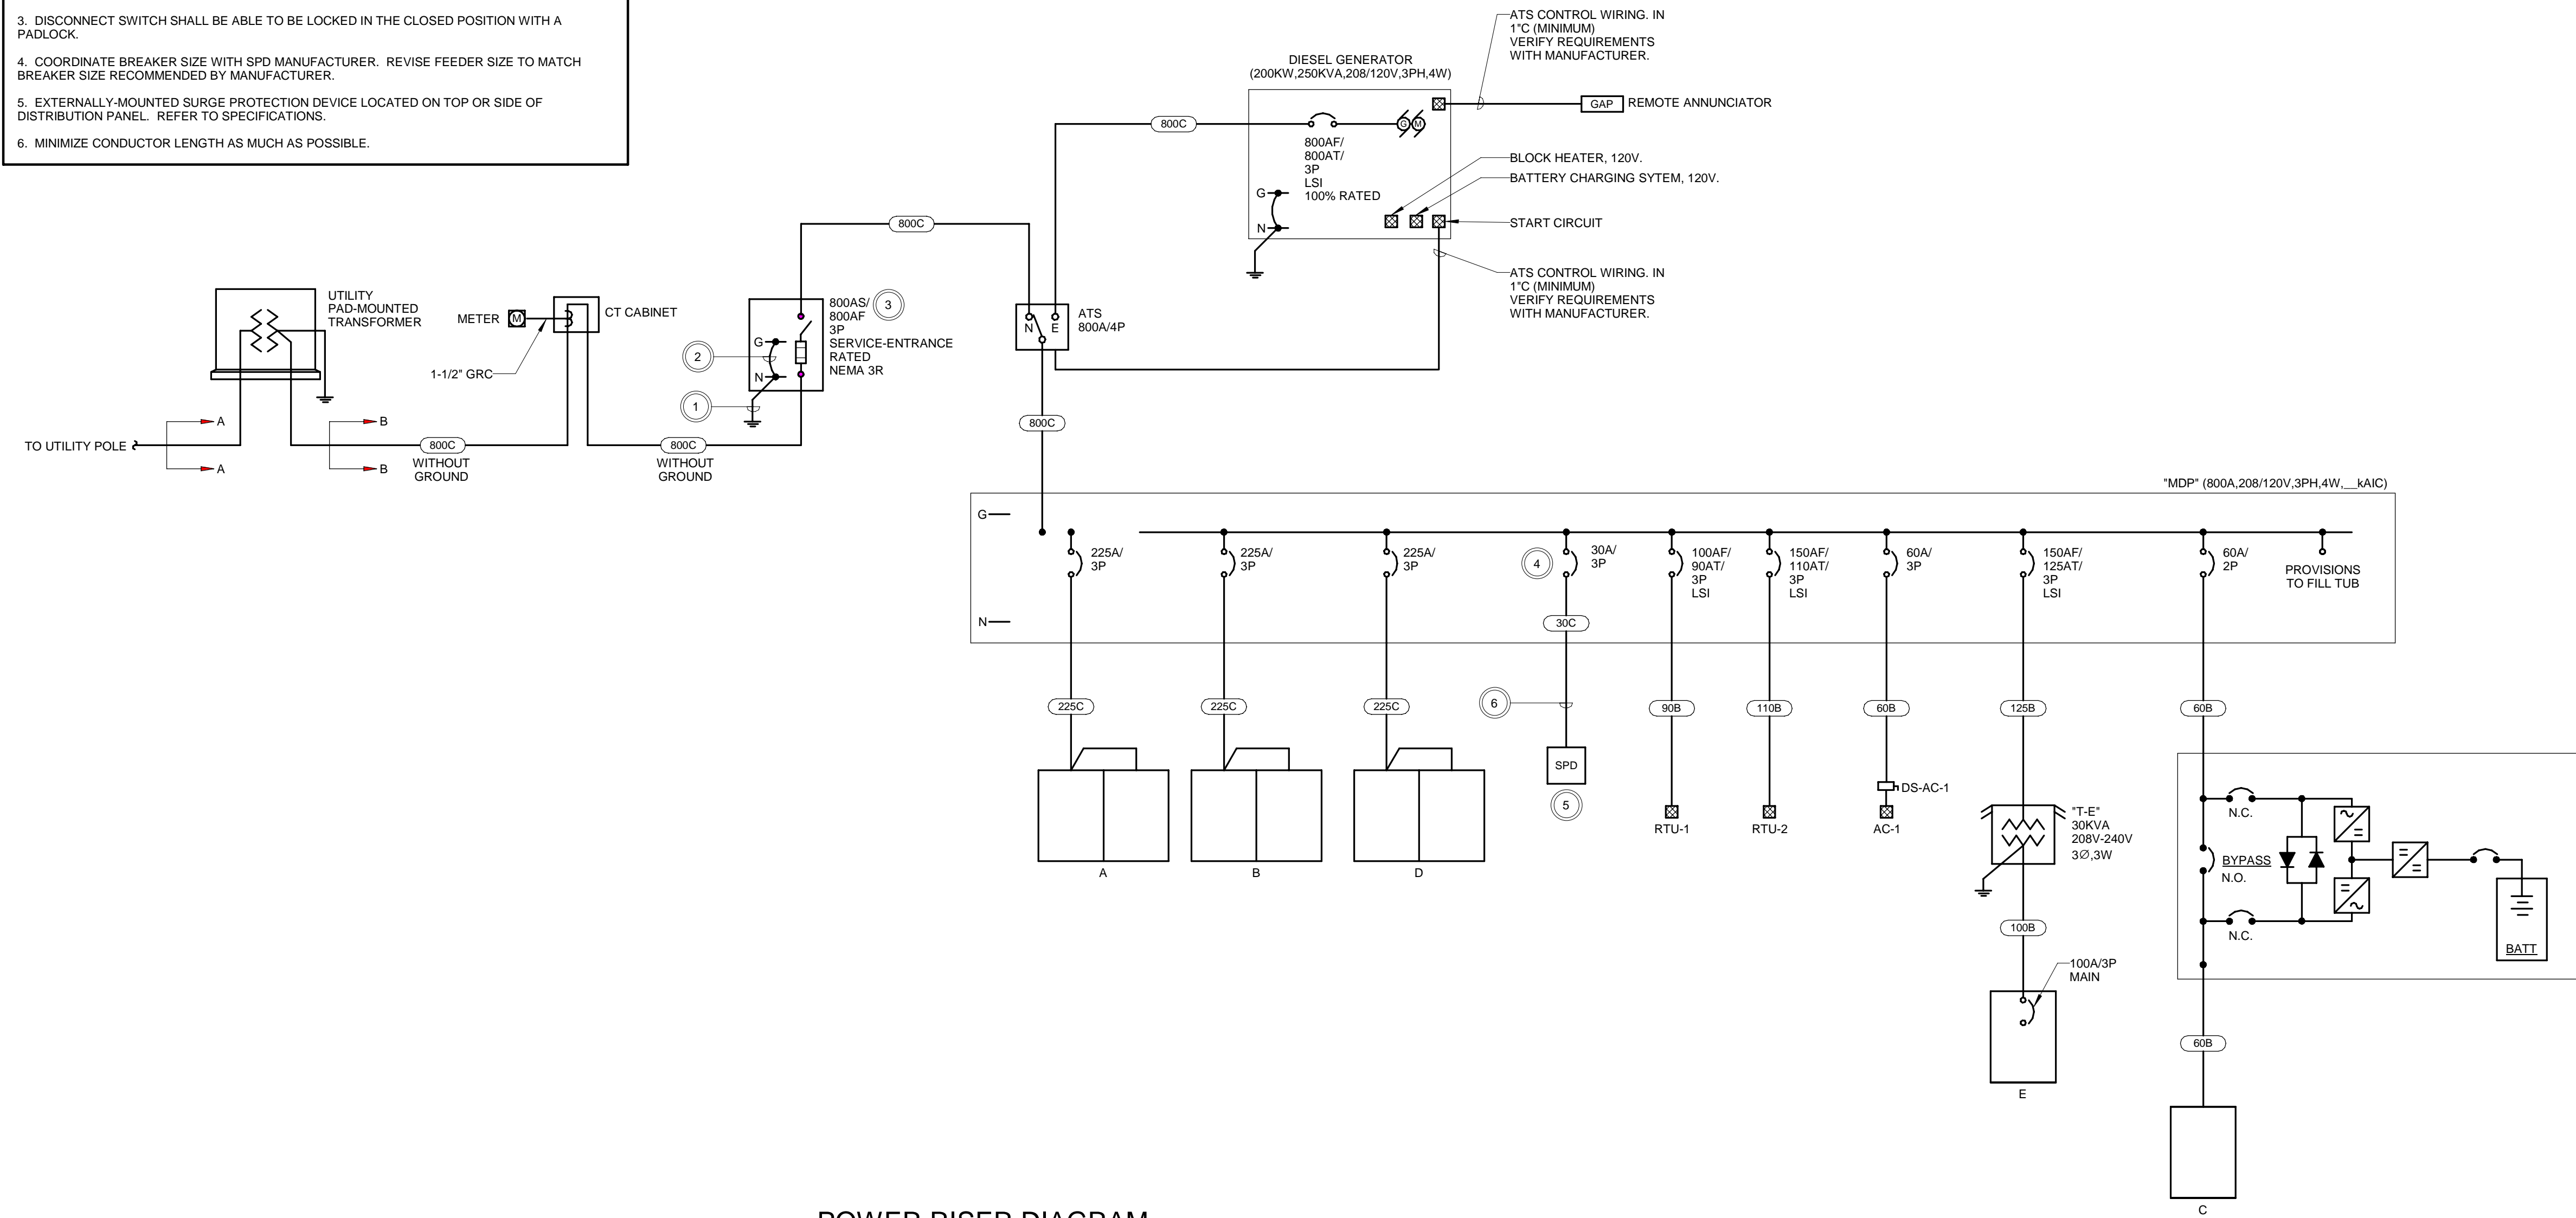 3. DISCONNECT SWITCH SHALL BE ABLE TO BE LOCKED IN THE CLOSED POSITION WITH A
PADLOCK.
4. COORDINATE BREAKER SIZE WITH SPD MANUFACTURER. REVISE FEEDER SIZE TO MATCH
BREAKER SIZE RECOMMENDED BY MANUFACTURER.
5. EXTERNALLY-MOUNTED SURGE PROTECTION DEVICE LOCATED ON TOP OR SIDE OF
DISTRIBUTION PANEL. REFER TO SPECIFICATIONS.
6. MINIMIZE CONDUCTOR LENGTH AS MUCH AS POSSIBLE.
ATS CONTROL WIRING. IN
1"C (MINIMUM)
VERIFY REQUIREMENTS
WITH MANUFACTURER.
DIESEL GENERATOR
(200KW,250KVA,208/120V,3PH,4W)
GAP
REMOTE ANNUNCIATOR
800C
G
M
800AF/
800AT/
3P
LSI
100% RATED
G
N
BLOCK HEATER, 120V.
BATTERY CHARGING SYTEM, 120V.
START CIRCUIT
ATS CONTROL WIRING. IN
1"C (MINIMUM)
VERIFY REQUIREMENTS
WITH MANUFACTURER.
800C
UTILITY
PAD-MOUNTED
TRANSFORMER
METER
M
CT CABINET
1-1/2" GRC
800AS/
800AF
3P
SERVICE-ENTRANCE
RATED
NEMA 3R
3
G
N
2
1
N
E
ATS
800A/4P
A
A
B
B
TO UTILITY POLE
800C
WITHOUT
GROUND
800C
WITHOUT
GROUND
800C
"MDP" (800A,208/120V,3PH,4W,__kAIC)
G
N
225A/
3P
225A/
3P
225A/
3P
4
30A/
3P
100AF/
90AT/
3P
LSI
150AF/
110AT/
3P
LSI
60A/
3P
150AF/
125AT/
3P
LSI
60A/
2P
PROVISIONS
TO FILL TUB
30C
225C
225C
225C
6
90B
110B
60B
125B
60B
SPD
5
DS-AC-1
RTU-1
RTU-2
AC-1
"T-E"
30KVA
208V-240V
3∅,3W
A
B
D
N.C.
BYPASS
N.O.
N.C.
BATT
100B
100A/3P
MAIN
E
60B
C
POWER RISER DIAGRAM